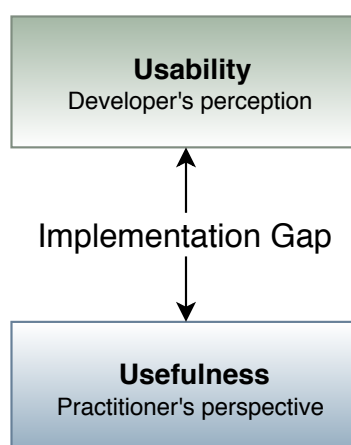 Usability
Developer's perception
Implementation Gap
Usefulness
Practitioner's perspective